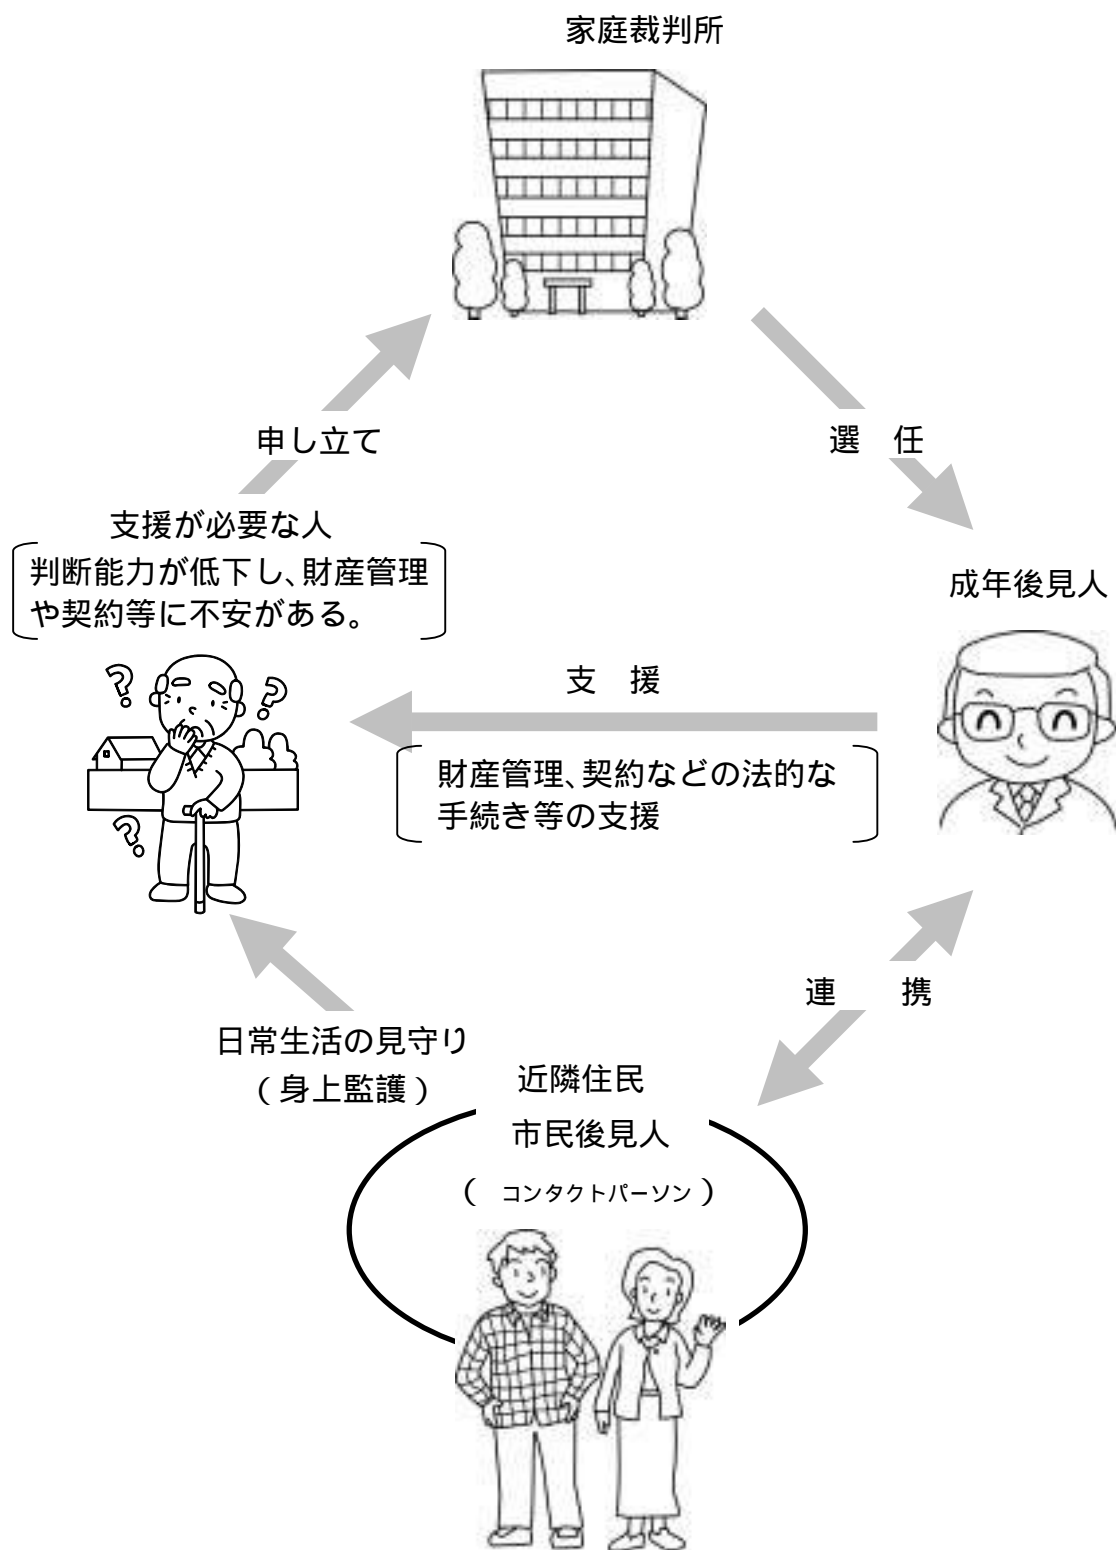 家庭裁判所
申し立て
選　任
支援が必要な人
判断能力が低下し、財産管理
や契約等に不安がある。
成年後見人
支　援
財産管理、契約などの法的な
手続き等の支援
連　　携
日常生活の見守り
（身上監護）
近隣住民
市民後見人
（　コンタクトパーソン）